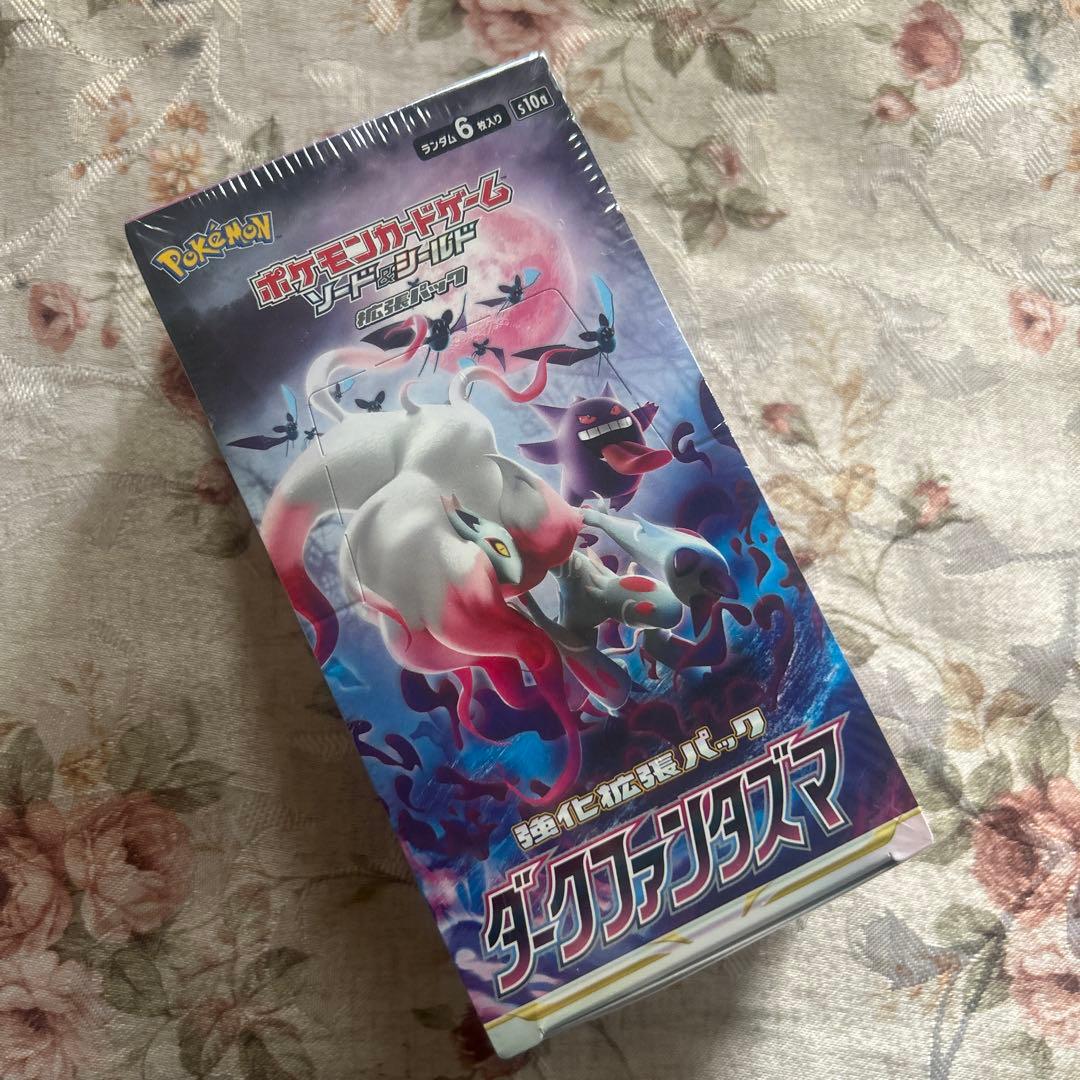 ランダム6枚入り S10a
Pokémon
ポケモンカードゲーム
ソード&シールド
拡張パック
強化拡張パック
ダークファンタズマ